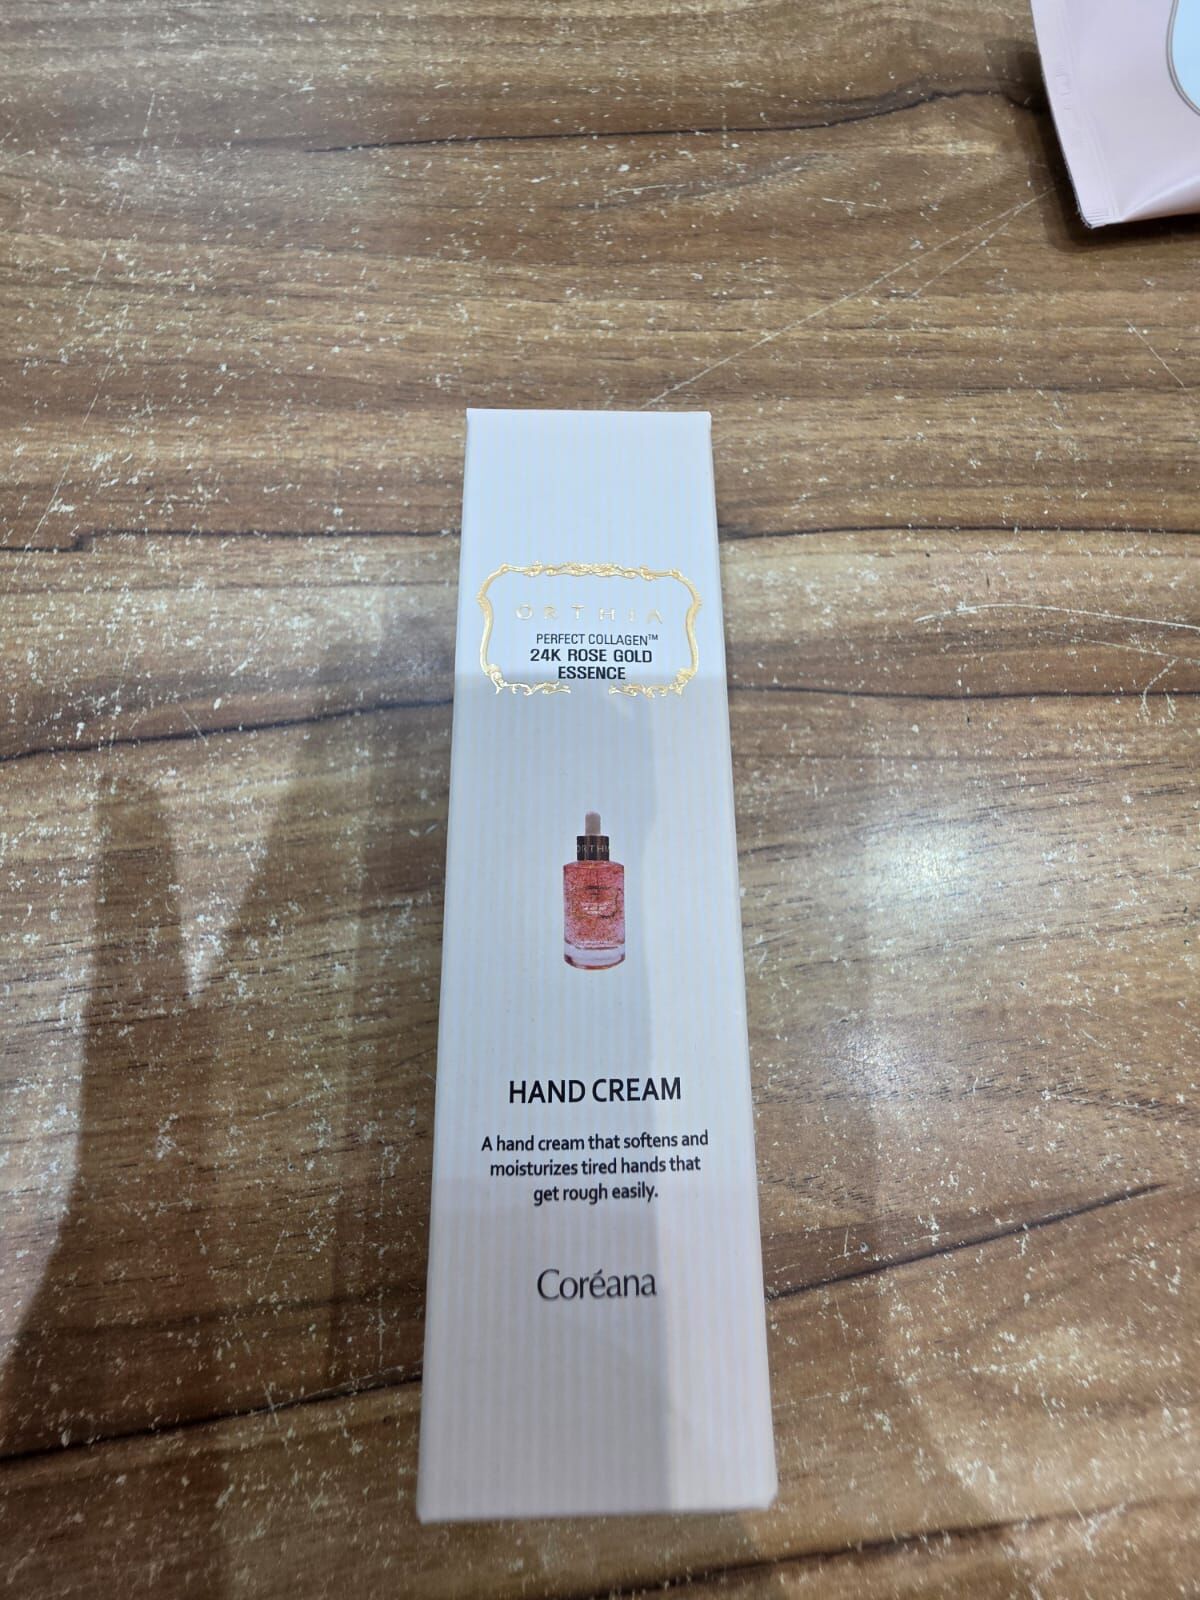 ORTHIA
PERFECT COLLAGEN™
24K ROSE GOLD
ESSENCE
ORTHIA
HAND CREAM
A hand cream that softens and
moisturizes tired hands that
get rough easily.
Coréana